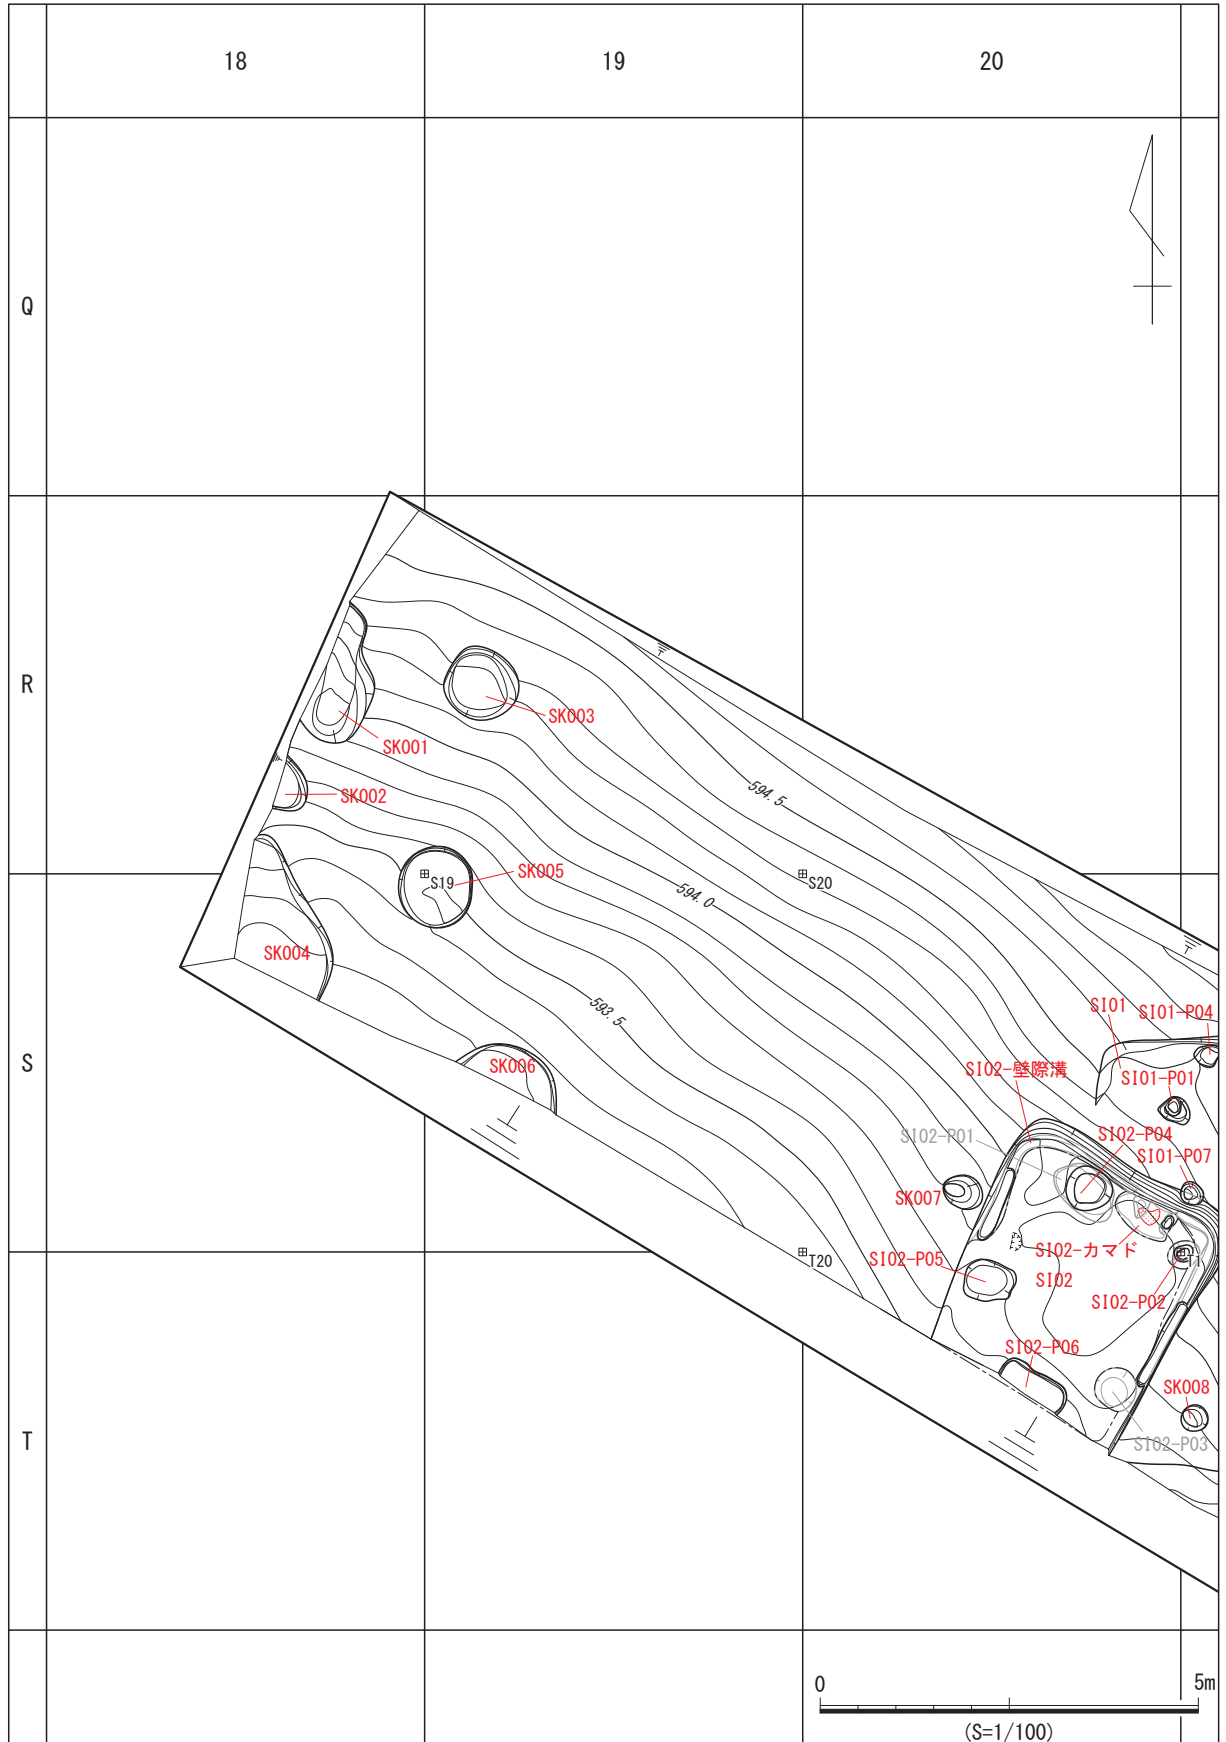 18
19
20
Q
R
SK003
SK001
SK002
594.5
SK005
S19
S20
594.0
SK004
593.5
SI01
SI01-P04
S
SK006
SI02-壁際溝
SI01-P01
SI02-P01
SI02-P04
SI01-P07
SK007
SI02-カマド
T20
T1
SI02-P05
SI02
SI02-P02
SI02-P06
SK008
T
SI02-P03
0
5m
(S=1/100)